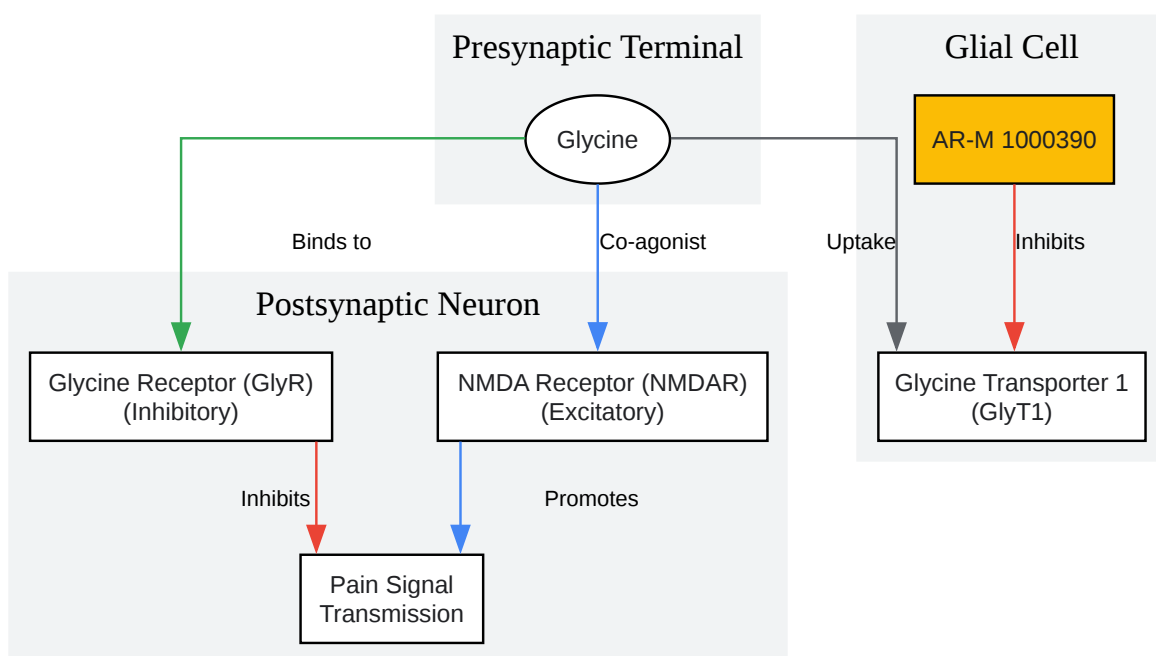 Presynaptic Terminal
Glial Cell
Glycine
AR-M 1000390
Binds to
Co-agonist
Uptake
Inhibits
Postsynaptic Neuron
Glycine Receptor (GlyR)
(Inhibitory)
NMDA Receptor (NMDAR)
(Excitatory)
Glycine Transporter 1
(GlyT1)
Inhibits
Promotes
Pain Signal
Transmission